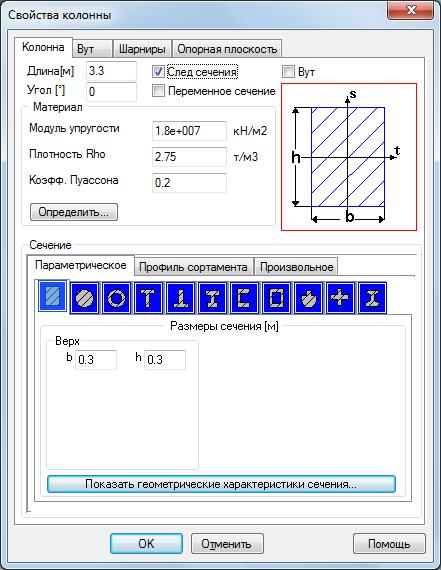 Свойства колонны
Колонна Вут Шарниры Опорная плоскость
Длина[м] 3.3 След сечения Вут
Угол [°] 0 Переменное сечение
Материал
Модуль упругости 1.8e+007 кН/м2
Плотность Rho 2.75 т/м3
Коэфф. Пуассона 0.2
Определить...
s
t
h
b
Сечение
Параметрическое Профиль сортамента Произвольное
Размеры сечения [м]
Верх
b 0.3 h 0.3
Показать геометрические характеристики сечения...
OK Отменить Помощь